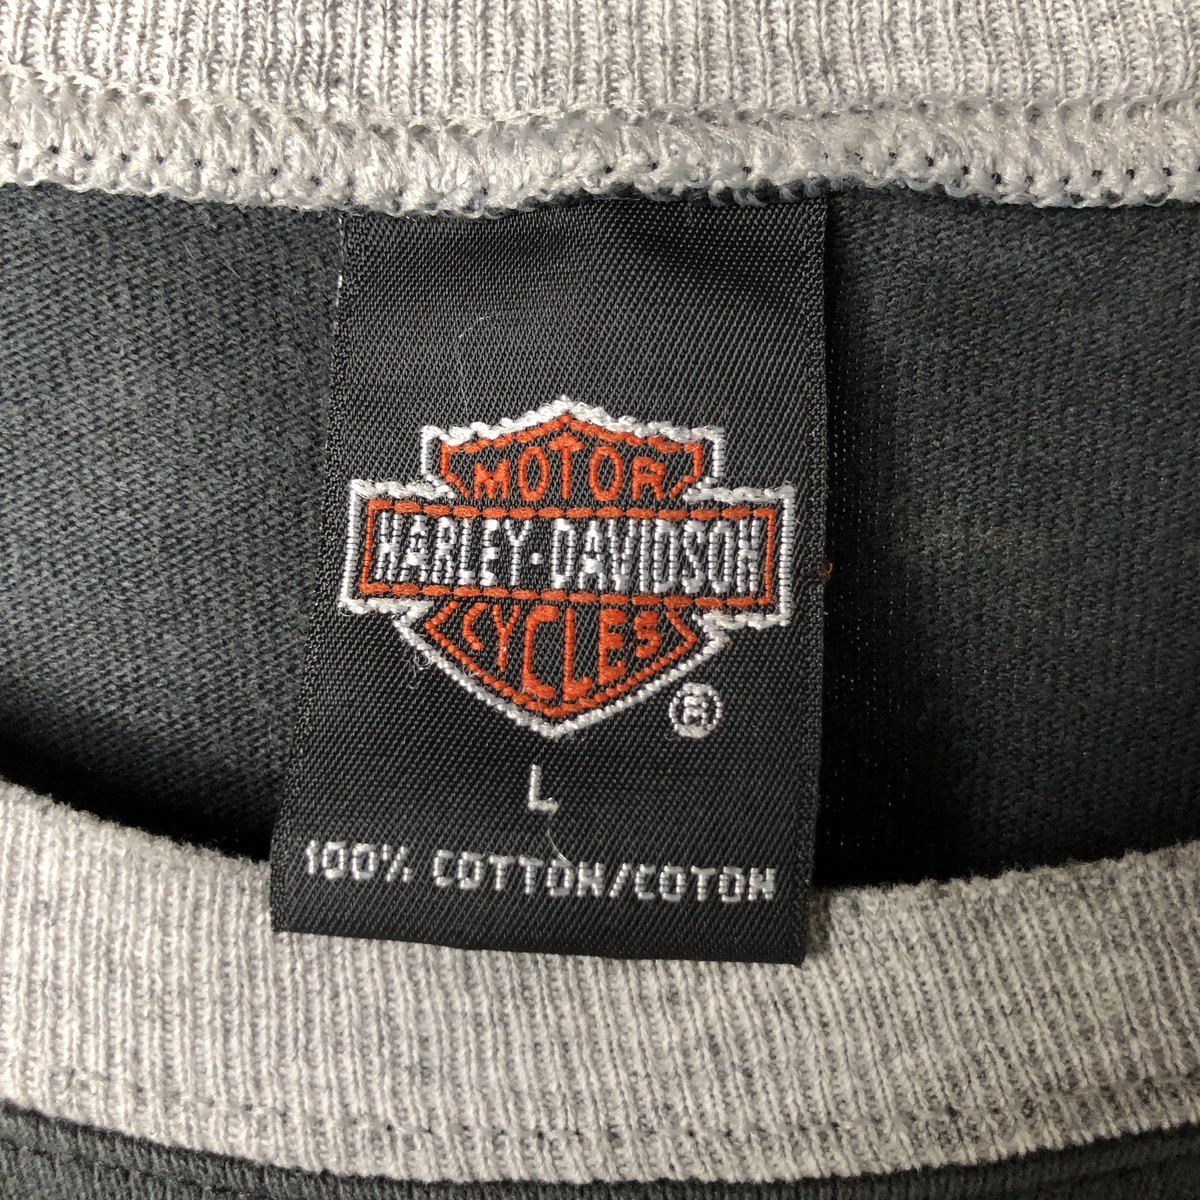 MOTOR
HARLEY-DAVIDSON
CYCLES
®
L
100% COTTON/COTON